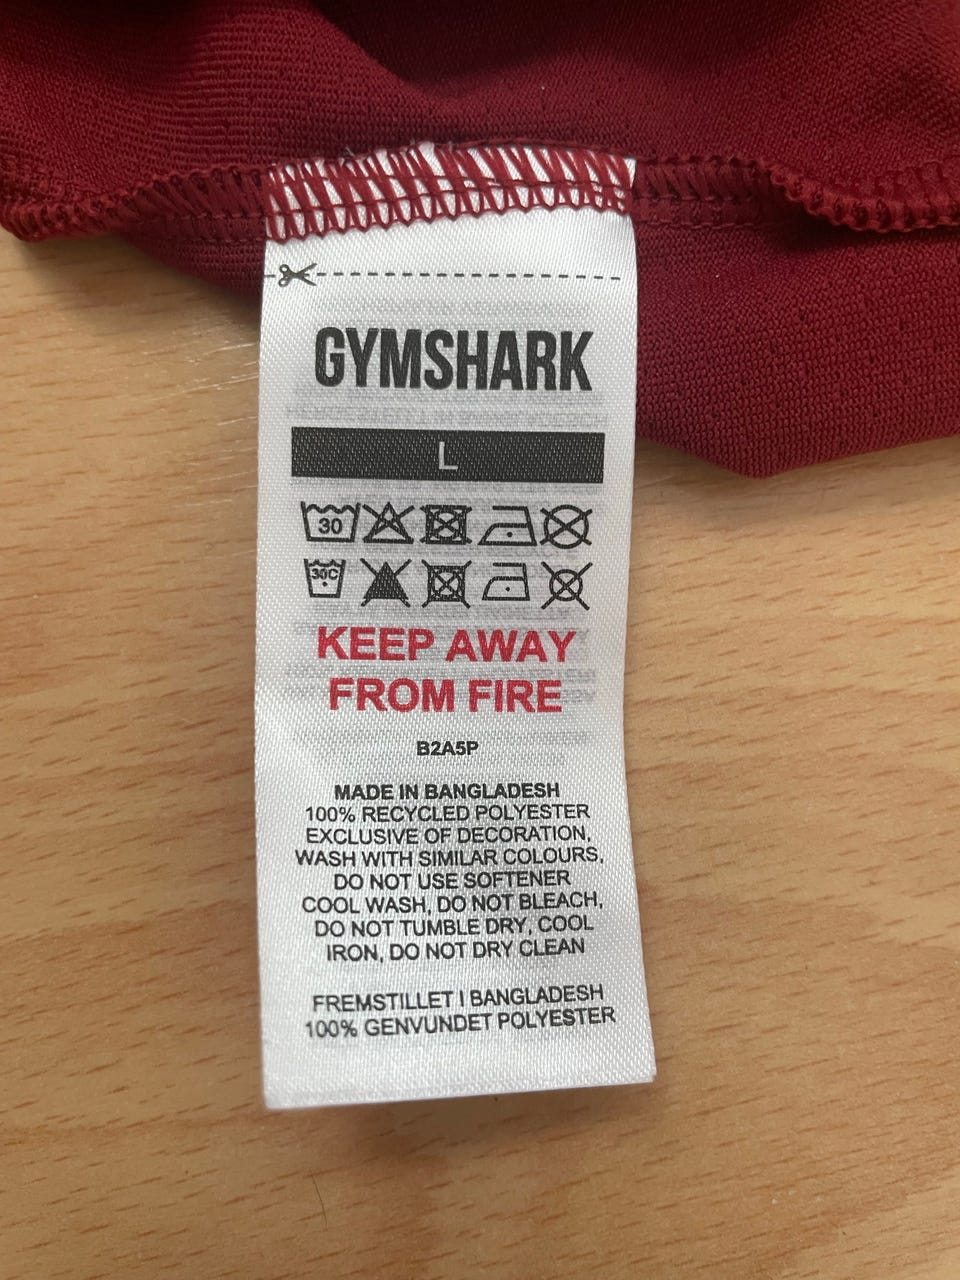 GYMSHARK
L
30
30C
KEEP AWAY
FROM FIRE
B2A5P
MADE IN BANGLADESH
100% RECYCLED POLYESTER
EXCLUSIVE OF DECORATION,
WASH WITH SIMILAR COLOURS,
DO NOT USE SOFTENER
COOL WASH, DO NOT BLEACH,
DO NOT TUMBLE DRY, COOL
IRON, DO NOT DRY CLEAN
FREMSTILLET I BANGLADESH
100% GENVUNDET POLYESTER